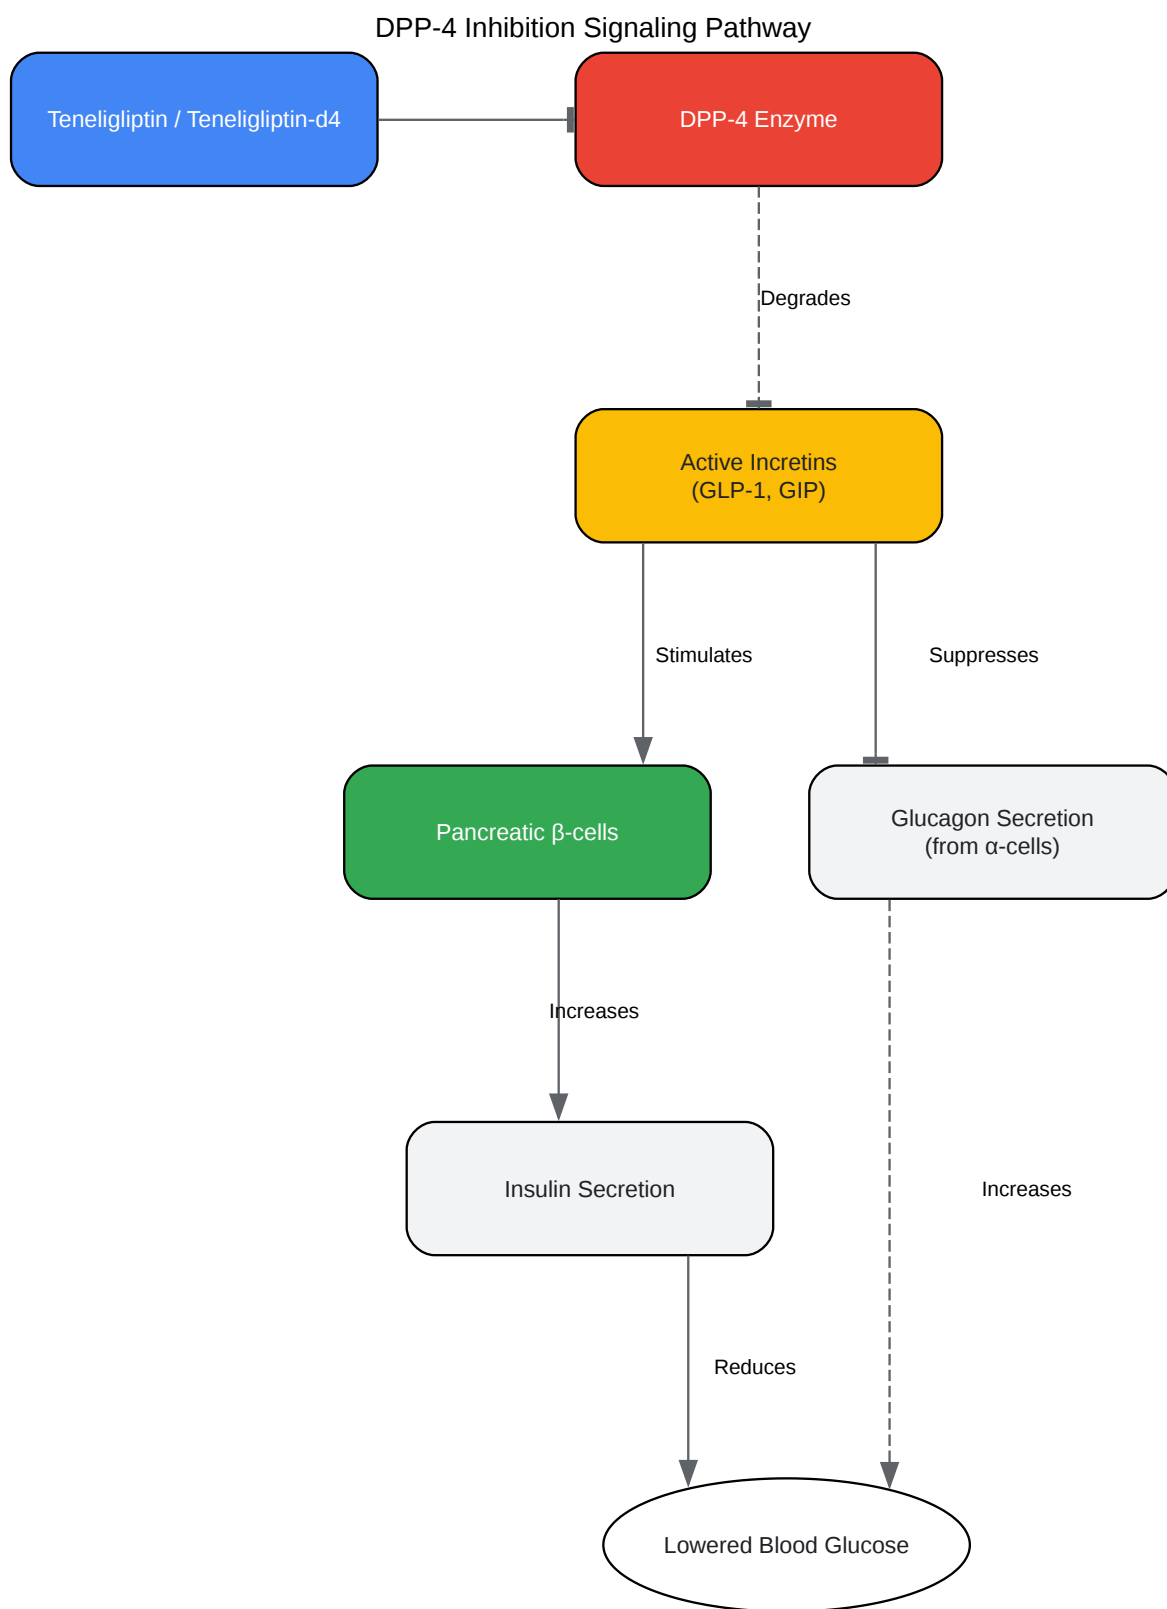 DPP-4 Inhibition Signaling Pathway
Teneligliptin / Teneligliptin-d4
DPP-4 Enzyme
Degrades
Active Incretins
(GLP-1, GIP)
Stimulates
Suppresses
Pancreatic β-cells
Glucagon Secretion
(from α-cells)
Increases
Insulin Secretion
Increases
Reduces
Lowered Blood Glucose